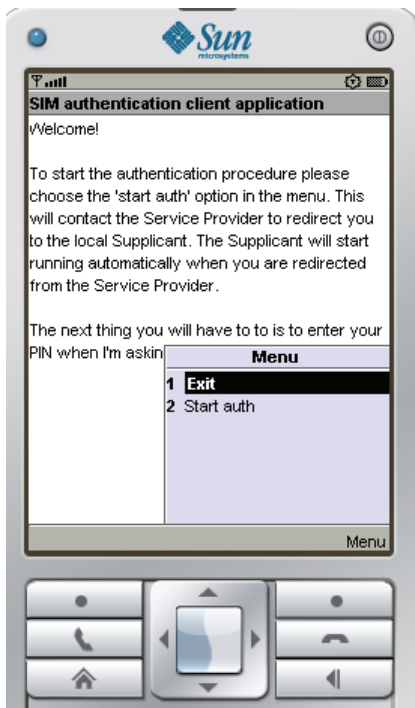 Sun
microsystems
SIM authentication client application
Welcome!
To start the authentication procedure please
choose the 'start auth' option in the menu. This
will contact the Service Provider to redirect you
to the local Supplicant. The Supplicant will start
running automatically when you are redirected
from the Service Provider.
The next thing you will have to to is to enter your
PIN when I'm askin
Menu
1 Exit
2 Start auth
Menu